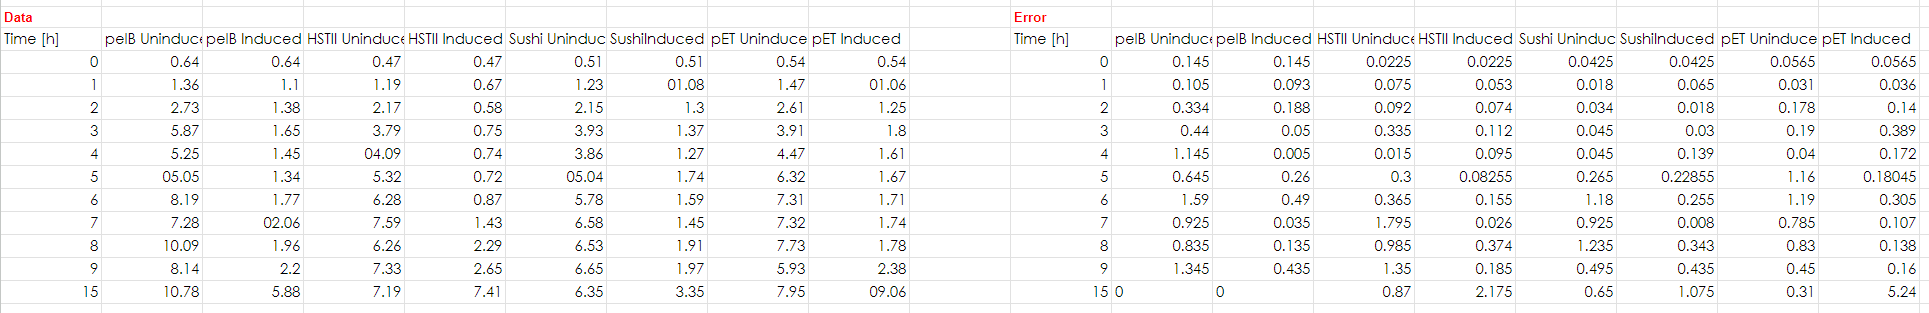 Data Error
Time [h] pelB Uninduce pelB Induced HSTII Uninduce HSTII Induced Sushi Uninduc SushiInduced pET Uninduce pET Induced Time [h] pelB Uninduce pelB Induced HSTII Uninduce HSTII Induced Sushi Uninduc SushiInduced pET Uninduce pET Induced
0 0.64 0.64 0.47 0.47 0.51 0.51 0.54 0.54 0 0.145 0.145 0.0225 0.0225 0.0425 0.0425 0.0565 0.0565
1 1.36 1.1 1.19 0.67 1.23 01.08 1.47 01.06 1 0.105 0.093 0.075 0.053 0.018 0.065 0.031 0.036
2 2.73 1.38 2.17 0.58 2.15 1.3 2.61 1.25 2 0.334 0.188 0.092 0.074 0.034 0.018 0.178 0.14
3 5.87 1.65 3.79 0.75 3.93 1.37 3.91 1.8 3 0.44 0.05 0.335 0.112 0.045 0.03 0.19 0.389
4 5.25 1.45 04.09 0.74 3.86 1.27 4.47 1.61 4 1.145 0.005 0.015 0.095 0.045 0.139 0.04 0.172
5 05.05 1.34 5.32 0.72 05.04 1.74 6.32 1.67 5 0.645 0.26 0.3 0.08255 0.265 0.22855 1.16 0.18045
6 8.19 1.77 6.28 0.87 5.78 1.59 7.31 1.71 6 1.59 0.49 0.365 0.155 1.18 0.255 1.19 0.305
7 7.28 02.06 7.59 1.43 6.58 1.45 7.32 1.74 7 0.925 0.035 1.795 0.026 0.925 0.008 0.785 0.107
8 10.09 1.96 6.26 2.29 6.53 1.91 7.73 1.78 8 0.835 0.135 0.985 0.374 1.235 0.343 0.83 0.138
9 8.14 2.2 7.33 2.65 6.65 1.97 5.93 2.38 9 1.345 0.435 1.35 0.185 0.495 0.435 0.45 0.16
15 10.78 5.88 7.19 7.41 6.35 3.35 7.95 09.06 15 0 0 0.87 2.175 0.65 1.075 0.31 5.24